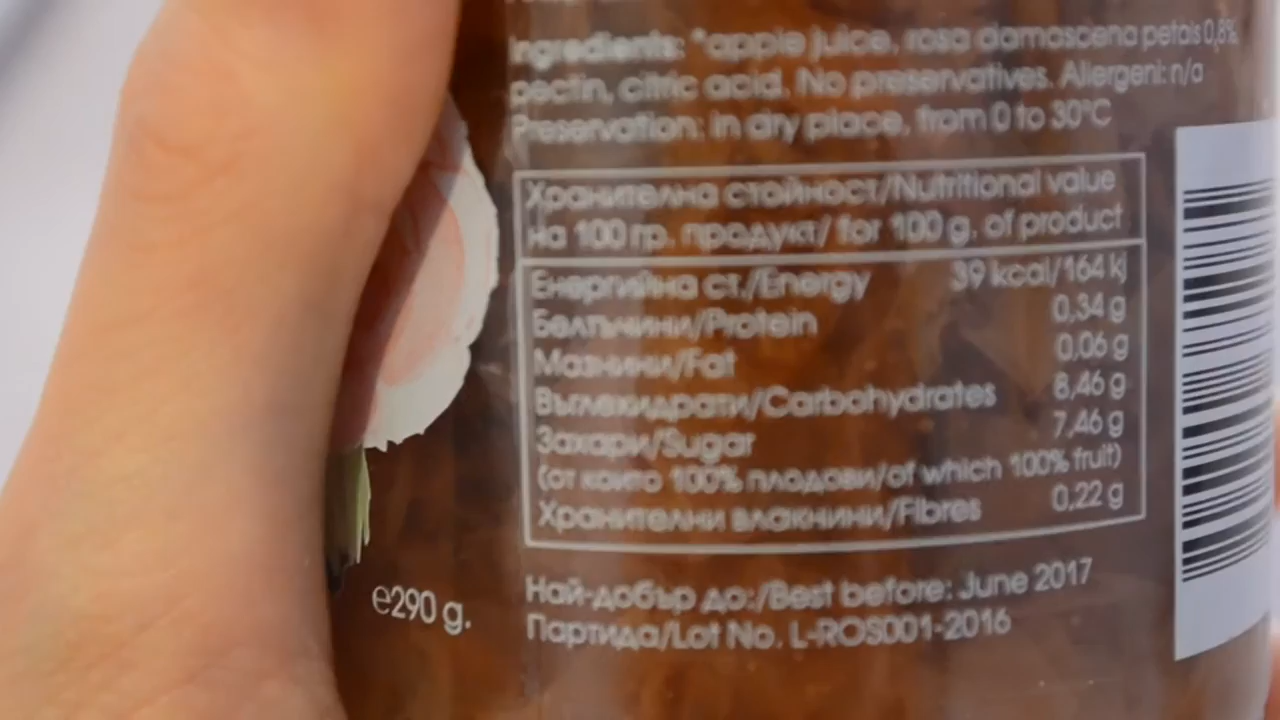 Ingredients: *apple juice, rosa damascena petals 0,8%
pectin, citric acid. No preservatives. Allergeni: n/a
Preservation: in dry place, from 0 to 30°C
Хранителна стойност/Nutritional value
на 100 гр. продукт/ for 100 g. of product
Енергийна ст./Energy 39 kcal/164 kj
Белтъчини/Protein 0,34 g
Мазнини/Fat 0,06 g
Въглехидрати/Carbohydrates 8,46 g
Захари/Sugar 7,46 g
(от които 100% плодови/of which 100% fruit)
Хранителни влакнини/Fibres 0,22 g
e290 g.
Най-добър до:/Best before: June 2017
Партида/Lot No. L-ROS001-2016